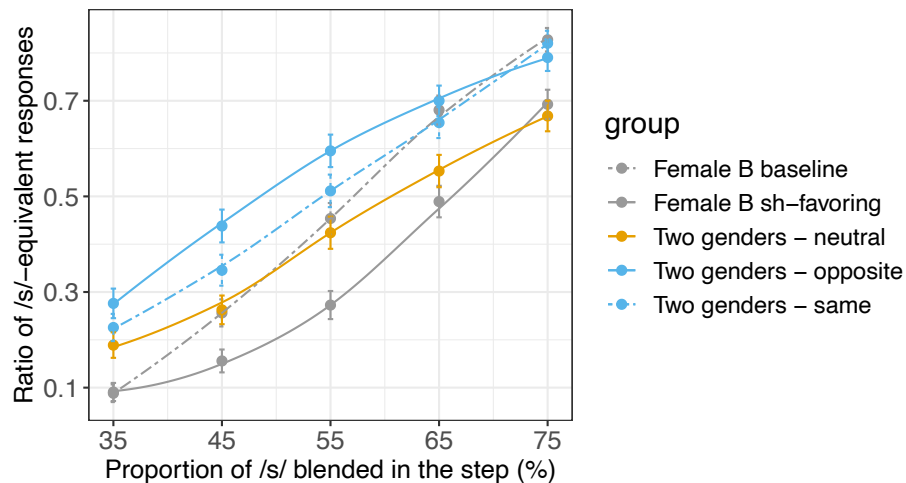 Ratio of /s/-equivalent responses
0.7
0.5
0.3
0.1
35 45 55 65 75
Proportion of /s/ blended in the step (%)
group
Female B baseline
Female B sh−favoring
Two genders − neutral
Two genders − opposite
Two genders − same